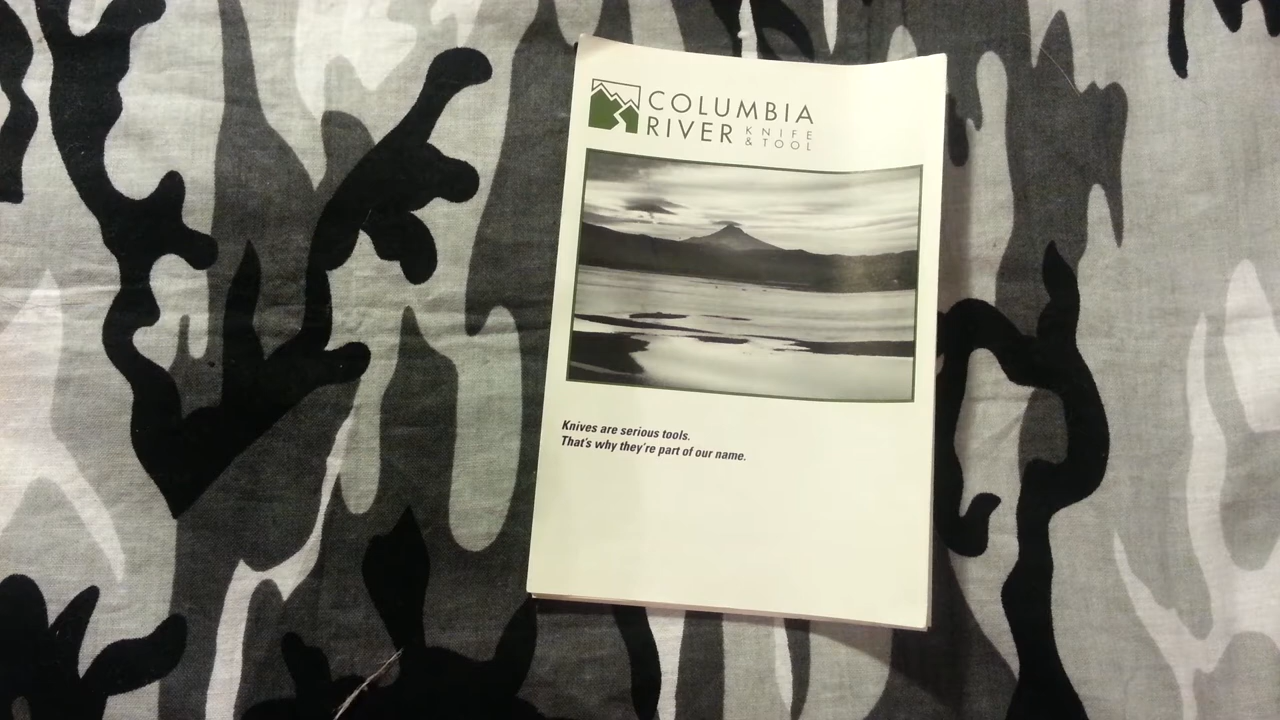 COLUMBIA
RIVER KNIFE & TOOL
Knives are serious tools.
That's why they're part of our name.